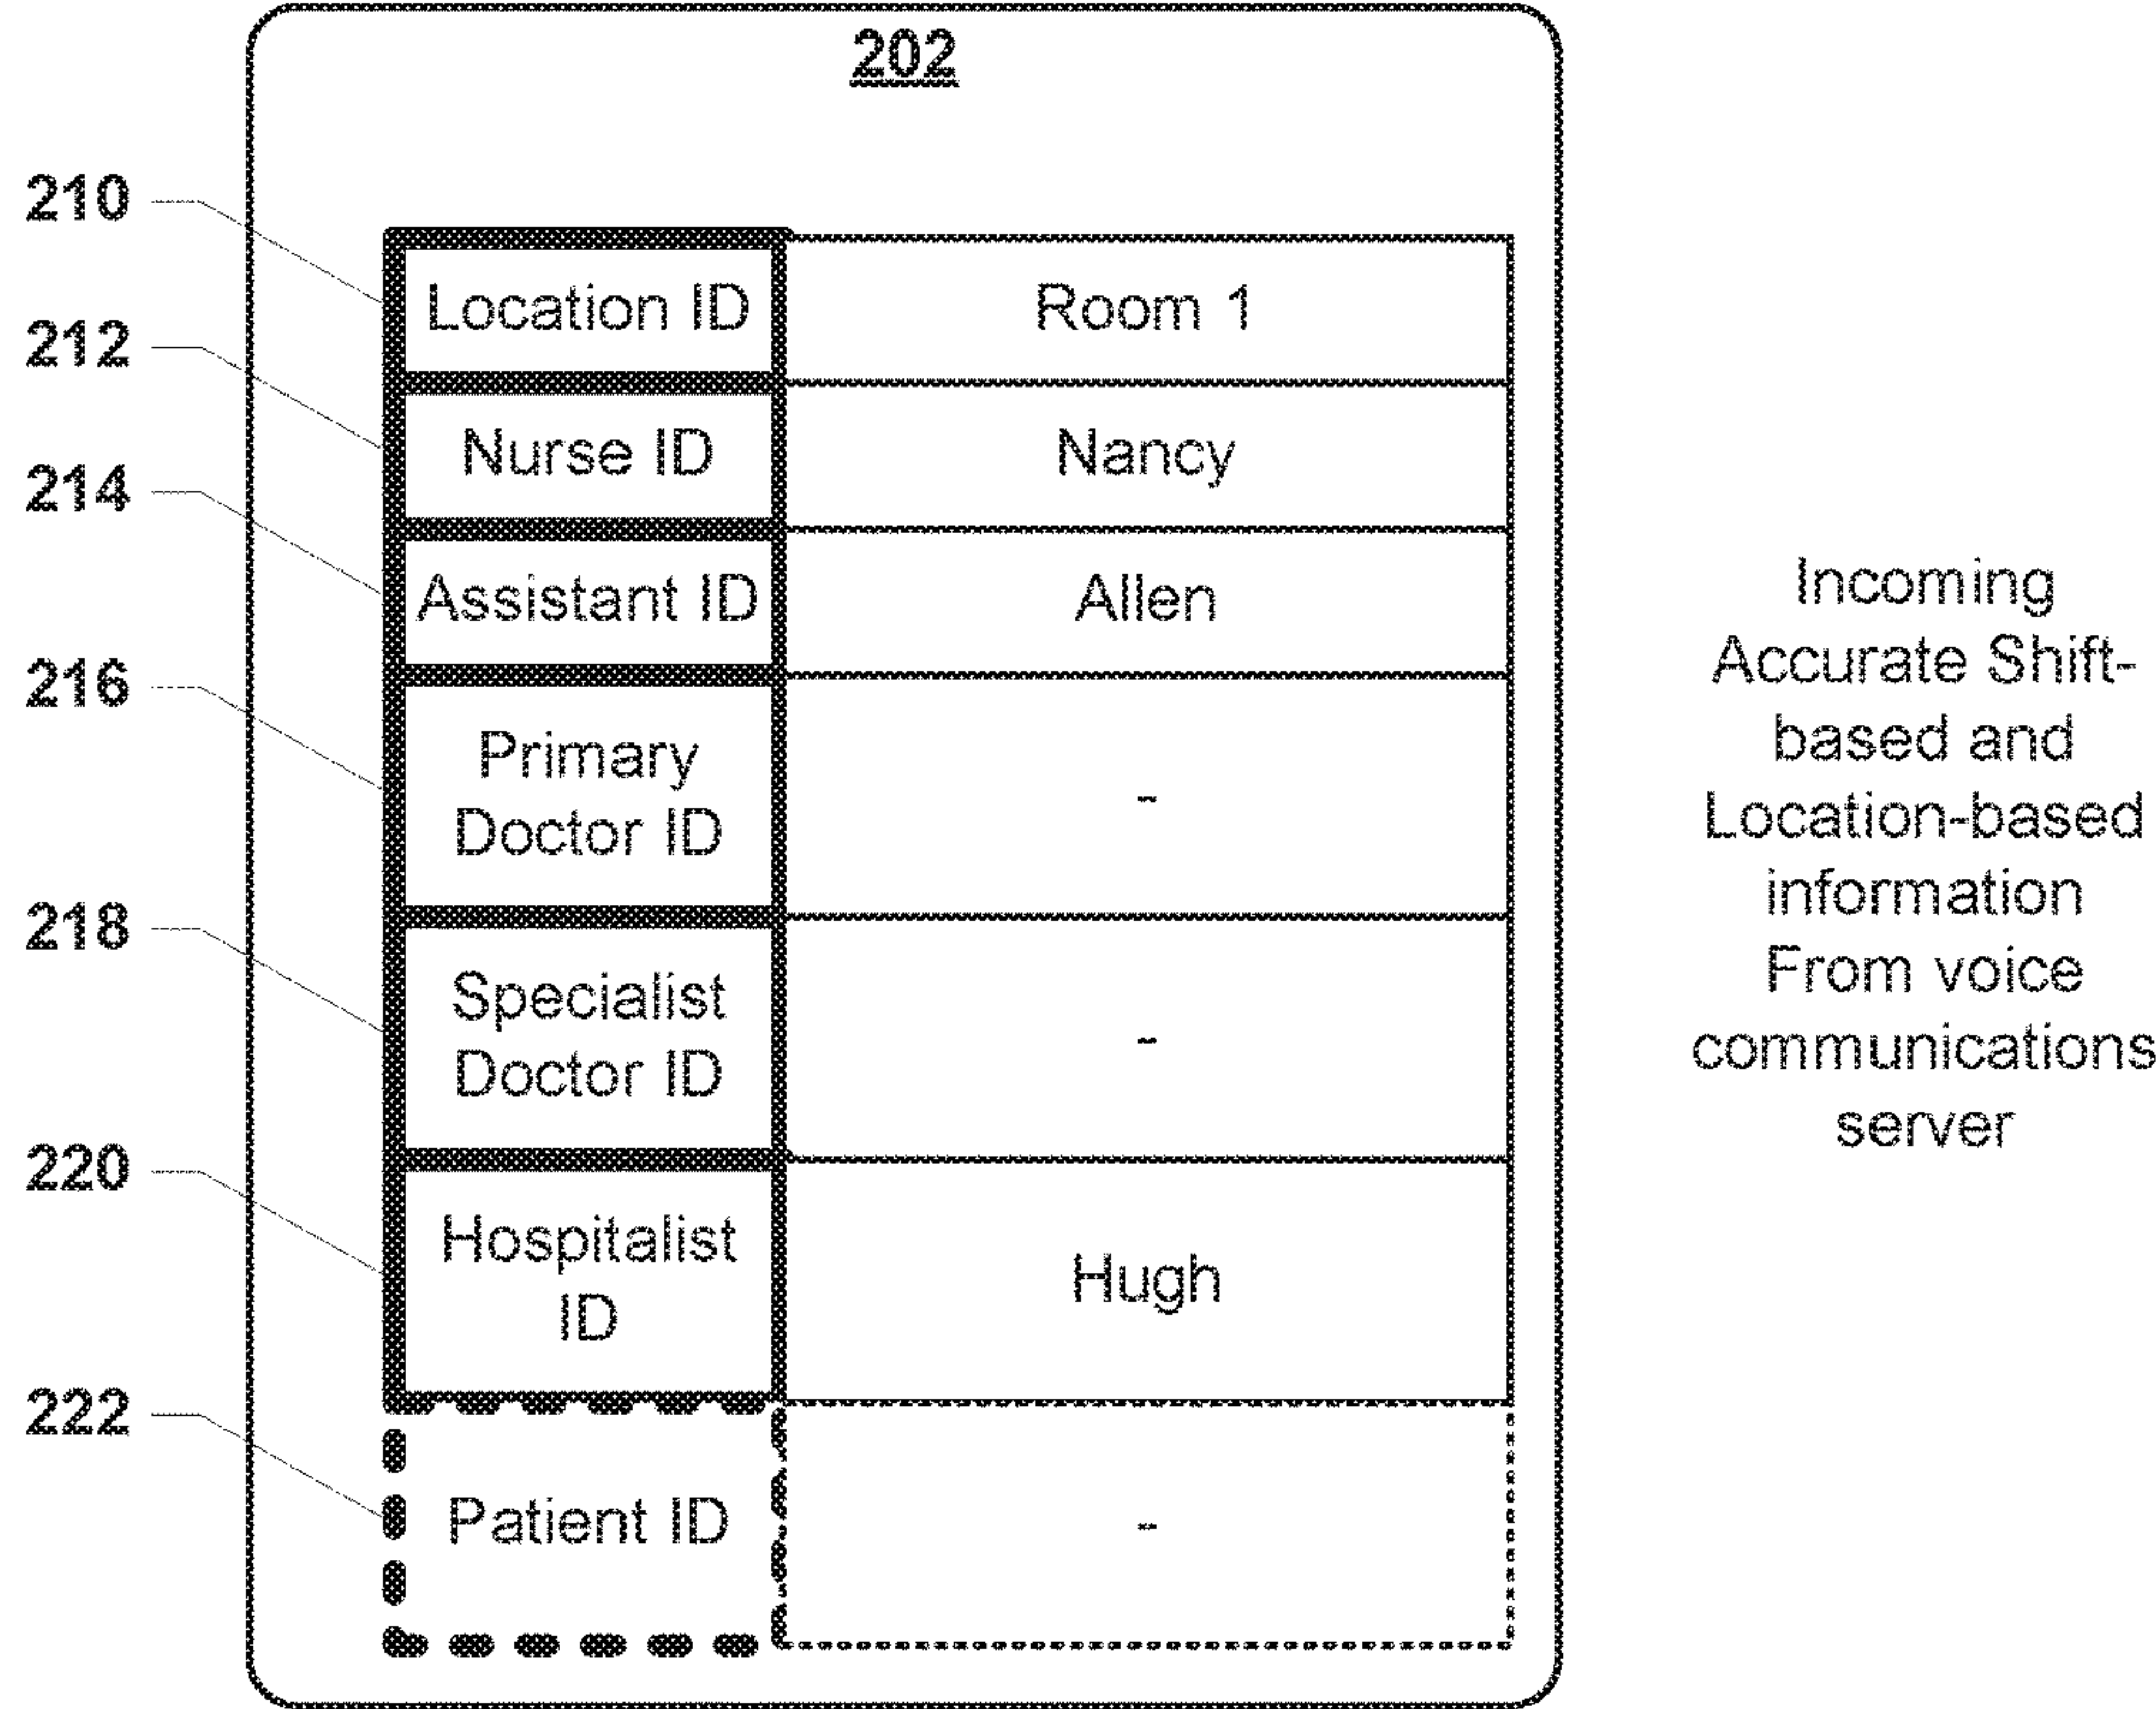 202
210
Location ID Room 1
212
Nurse ID Nancy
214
Assistant ID Allen
216
Primary
Doctor ID -
218
Specialist
Doctor ID -
220
Hospitalist
ID Hugh
222
Patient ID -
Incoming
Accurate Shift-
based and
Location-based
information
From voice
communications
server